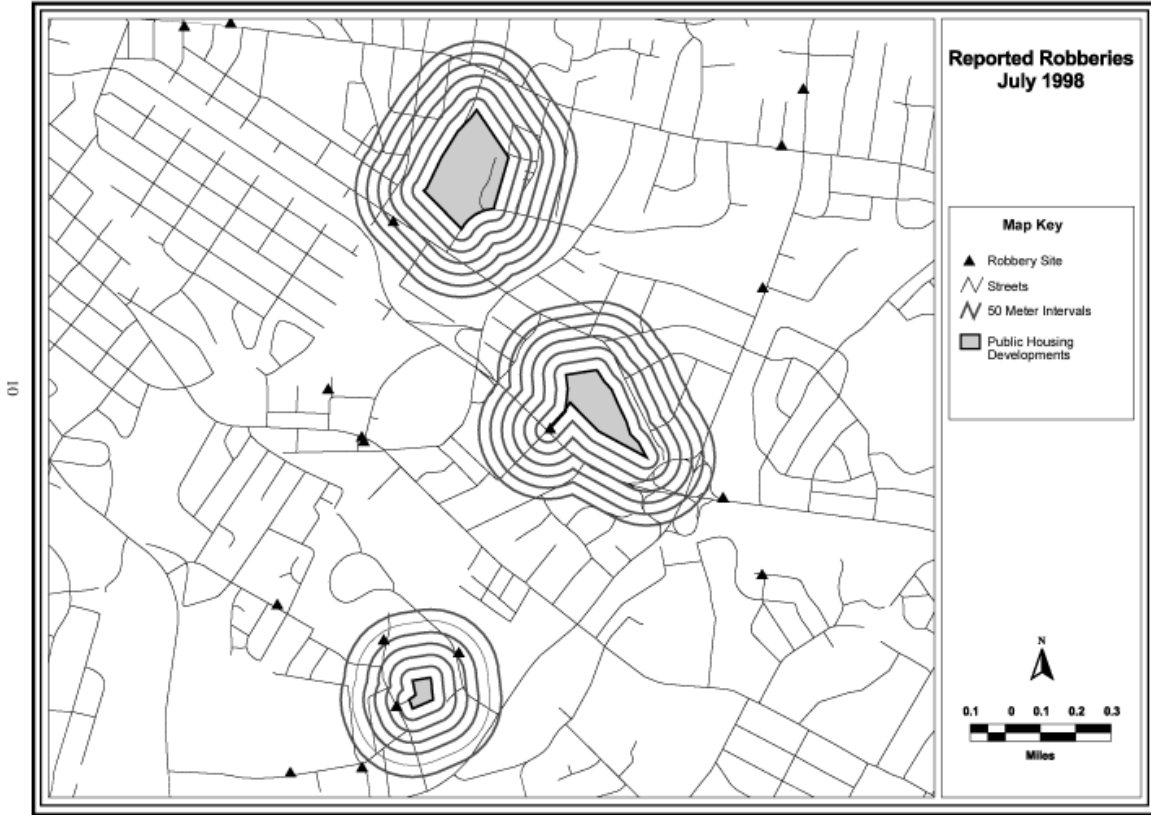 Reported Robberies
July 1998
Map Key
Robbery Site
Streets
50 Meter Intervals
Public Housing
Developments
N
0.1 0 0.1 0.2 0.3
Miles
10